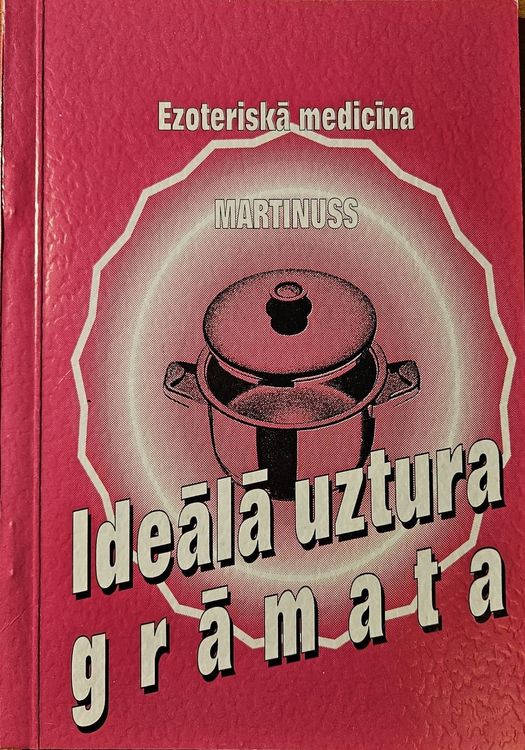 Ezoteriskā medicīna
MARTINUSS
Ideālā uztura
grāmata